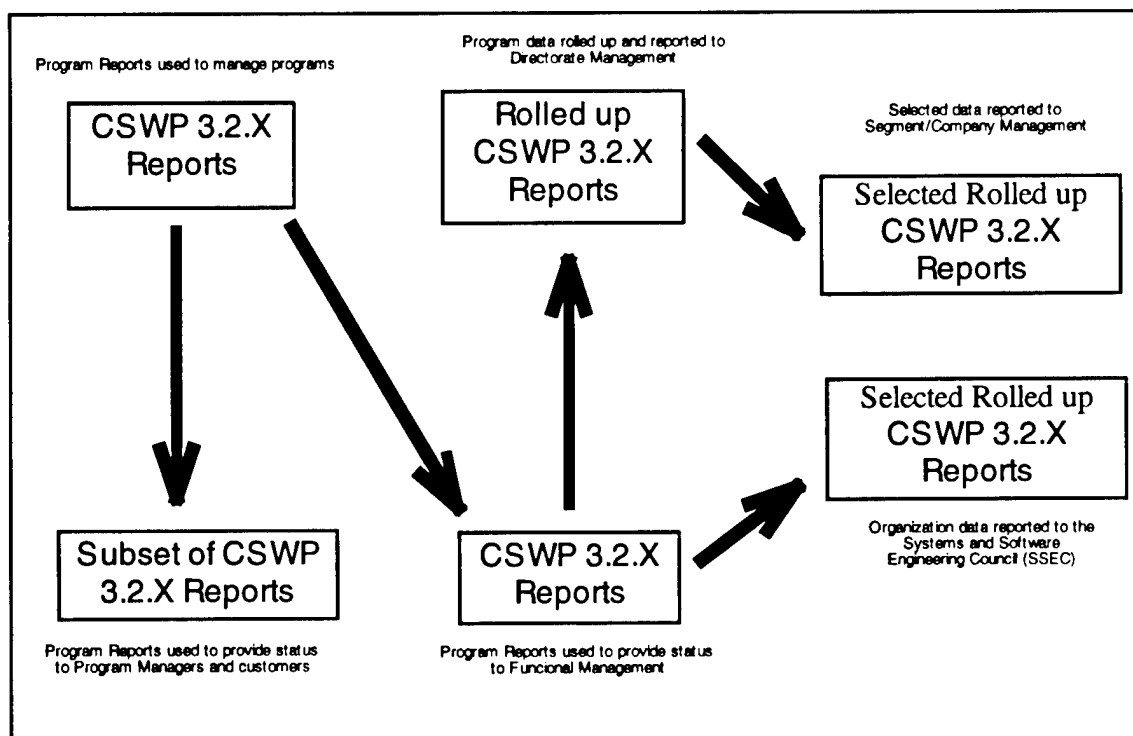 Program Reports used to manage programs
CSWP 3.2.X
Reports
Program data rolled up and reported to
Directorate Management
Rolled up
CSWP 3.2.X
Reports
Selected data reported to
Segment/Company Management
Selected Rolled up
CSWP 3.2.X
Reports
Selected Rolled up
CSWP 3.2.X
Reports
Organization data reported to the
Systems and Software
Engineering Council (SSEC)
Subset of CSWP
3.2.X Reports
Program Reports used to provide status
to Program Managers and customers
CSWP 3.2.X
Reports
Program Reports used to provide status
to Funcional Management